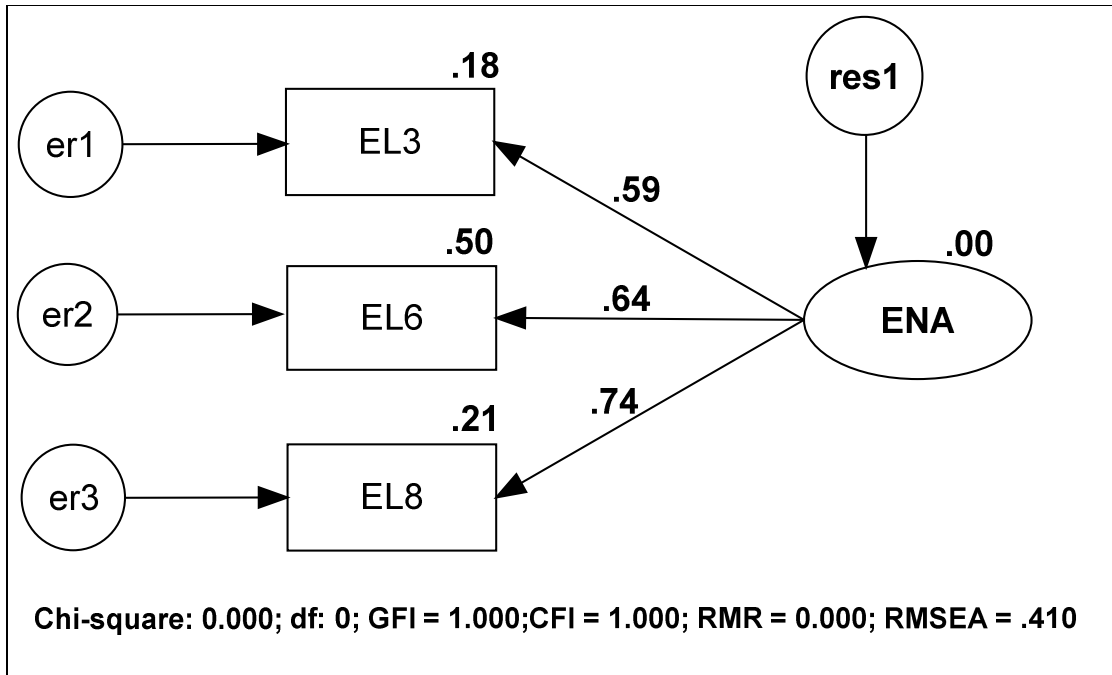 .18
res1
er1
EL3
.59
.50
.00
er2
EL6
.64
ENA
.74
.21
er3
EL8
Chi-square: 0.000; df: 0; GFI = 1.000;CFI = 1.000; RMR = 0.000; RMSEA = .410